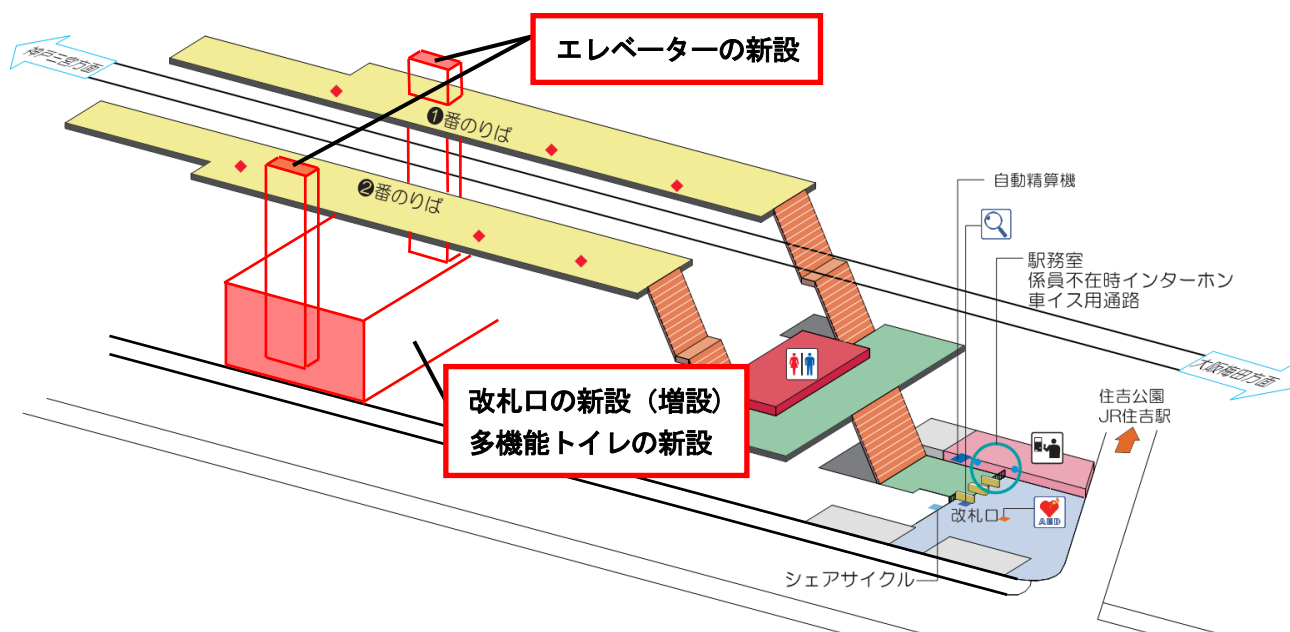 エレベーターの新設
神戸三宮方面
❶番のりば
❷番のりば
自動精算機
駅務室
係員不在時インターホン
車イス用通路
大阪梅田方面
住吉公園
JR住吉駅
改札口の新設（増設）
多機能トイレの新設
改札口
AED
シェアサイクル